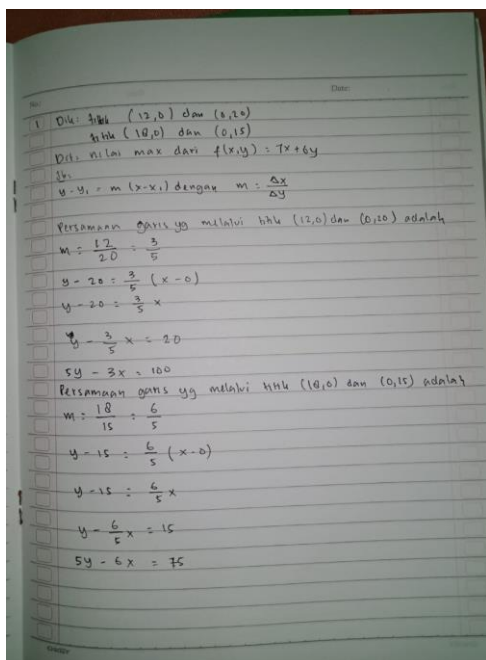 No:
Date:
1 Dik: titik (12,0) dan (0,20)
titik (18,0) dan (0,15)
Dit: nilai max dari f(x,y) = 7x + 6y
Jb.
y - y₁ = m (x - x₁) dengan m = Δx/Δy
Persamaan garis yg melalui titik (12,0) dan (0,20) adalah
m = 12/20 = 3/5
y - 20 = 3/5 (x - 0)
y - 20 = 3/5 x
y - 3/5 x = 20
5y - 3x = 100
Persamaan garis yg melalui titik (18,0) dan (0,15) adalah
m = 18/15 = 6/5
y - 15 = 6/5 (x - 0)
y - 15 = 6/5 x
y - 6/5 x = 15
5y - 6x = 75